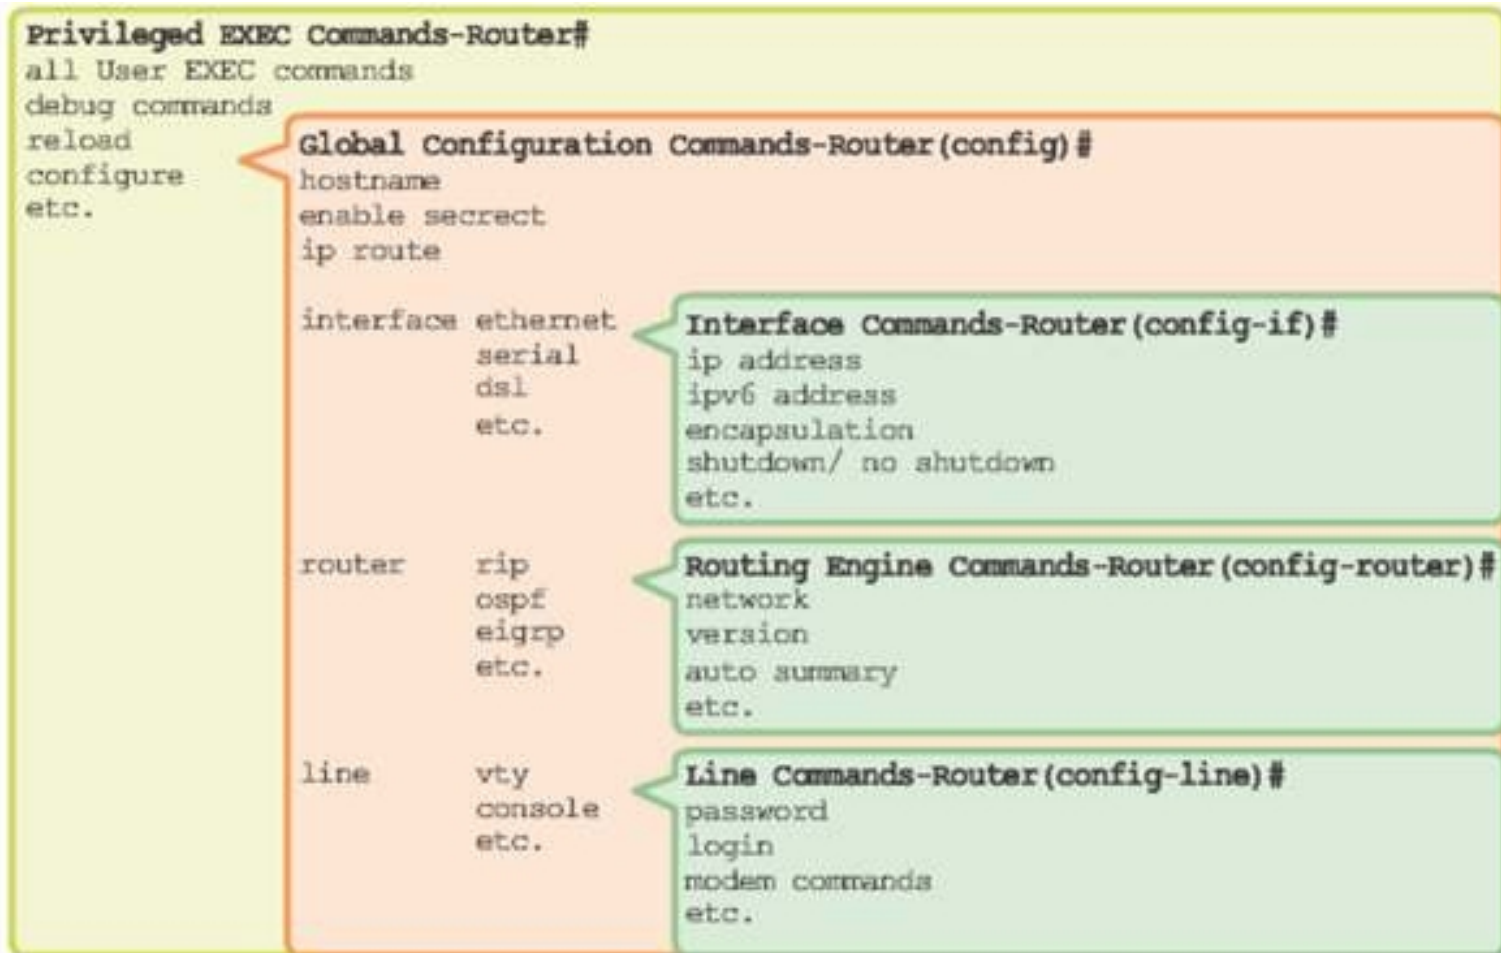 Privileged EXEC Commands-Router#
all User EXEC commands
debug commands
reload
configure
etc.
Global Configuration Commands-Router(config)#
hostname
enable secrect
ip route
interface ethernet
serial
dsl
etc.
Interface Commands-Router(config-if)#
ip address
ipv6 address
encapsulation
shutdown/ no shutdown
etc.
router rip
ospf
eigrp
etc.
Routing Engine Commands-Router(config-router)#
network
version
auto summary
etc.
line vty
console
etc.
Line Commands-Router(config-line)#
password
login
modem commands
etc.